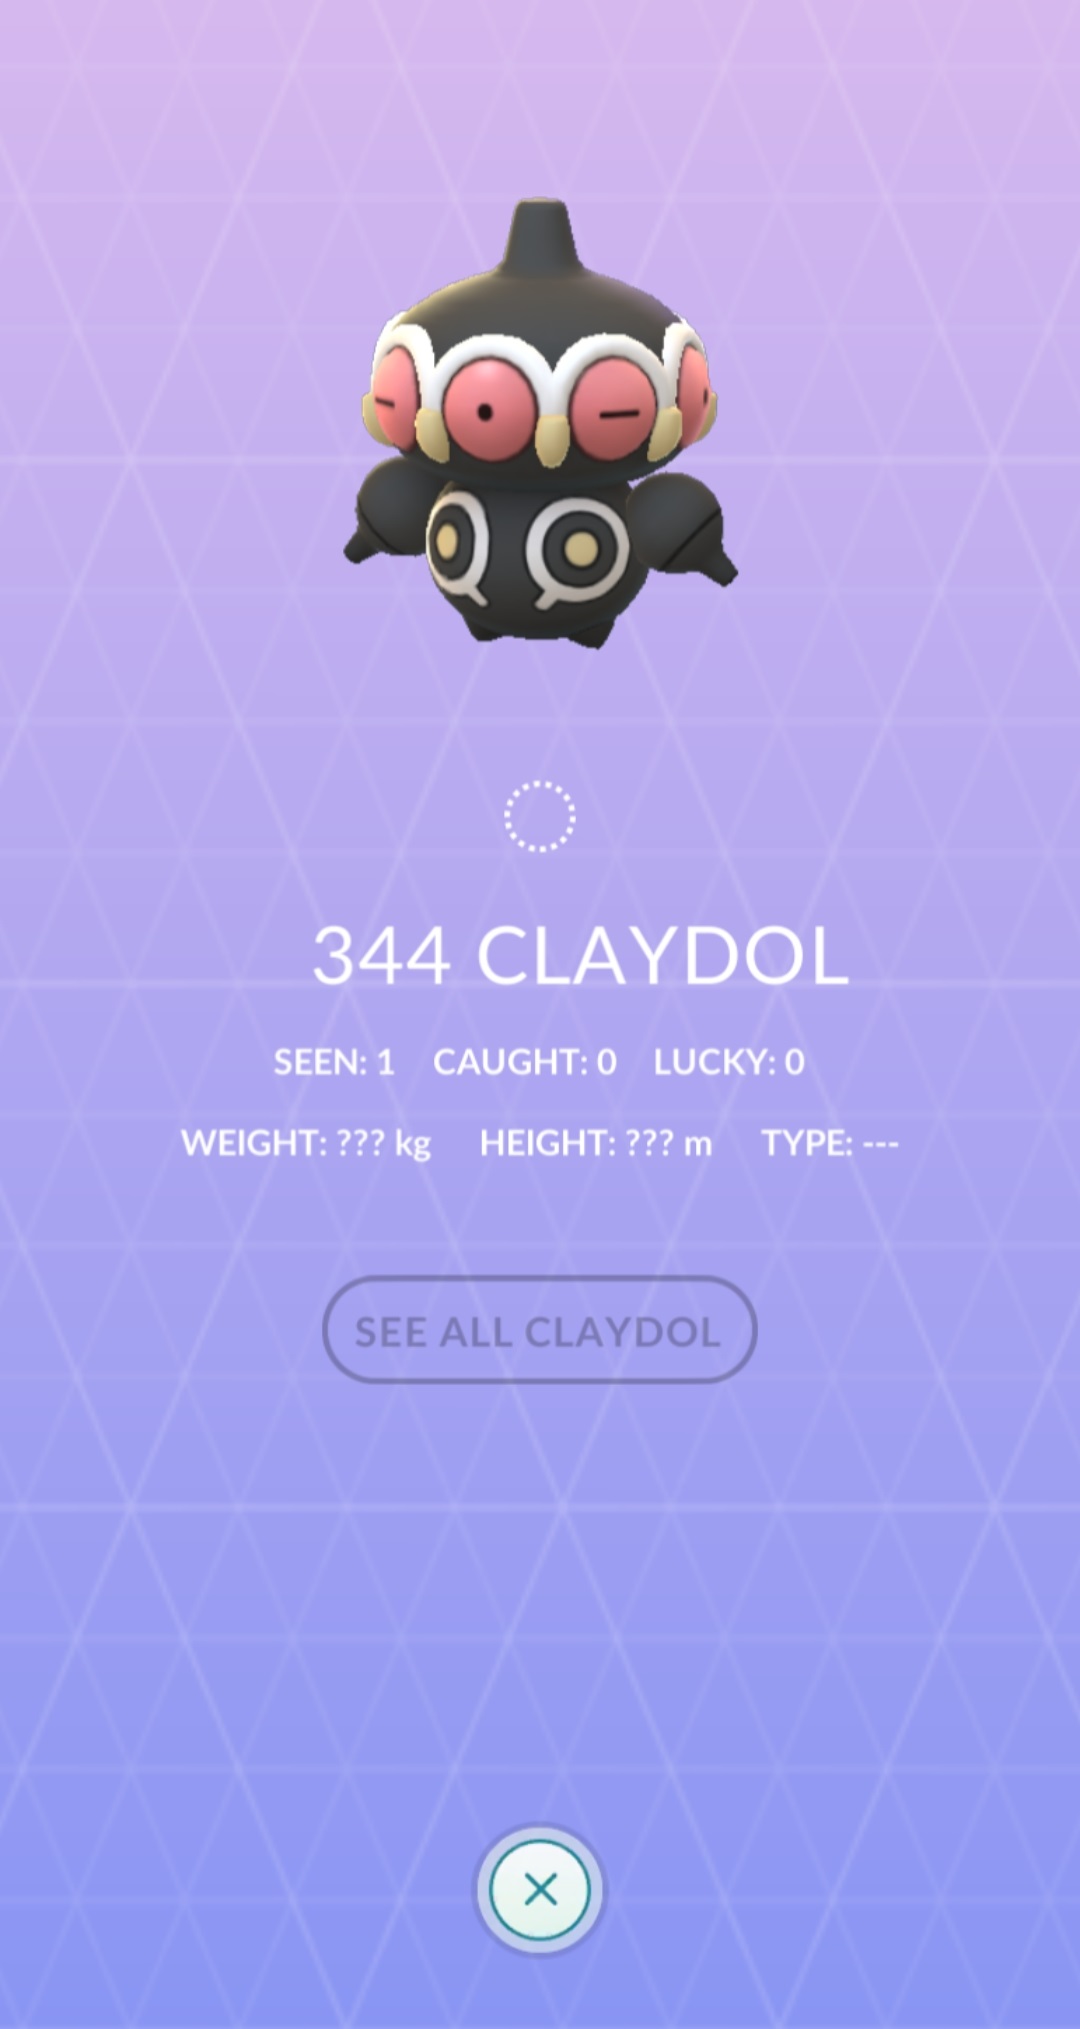 344 CLAYDOL
SEEN: 1 CAUGHT: 0 LUCKY: 0
WEIGHT: ??? kg HEIGHT: ??? m TYPE: ---
SEE ALL CLAYDOL